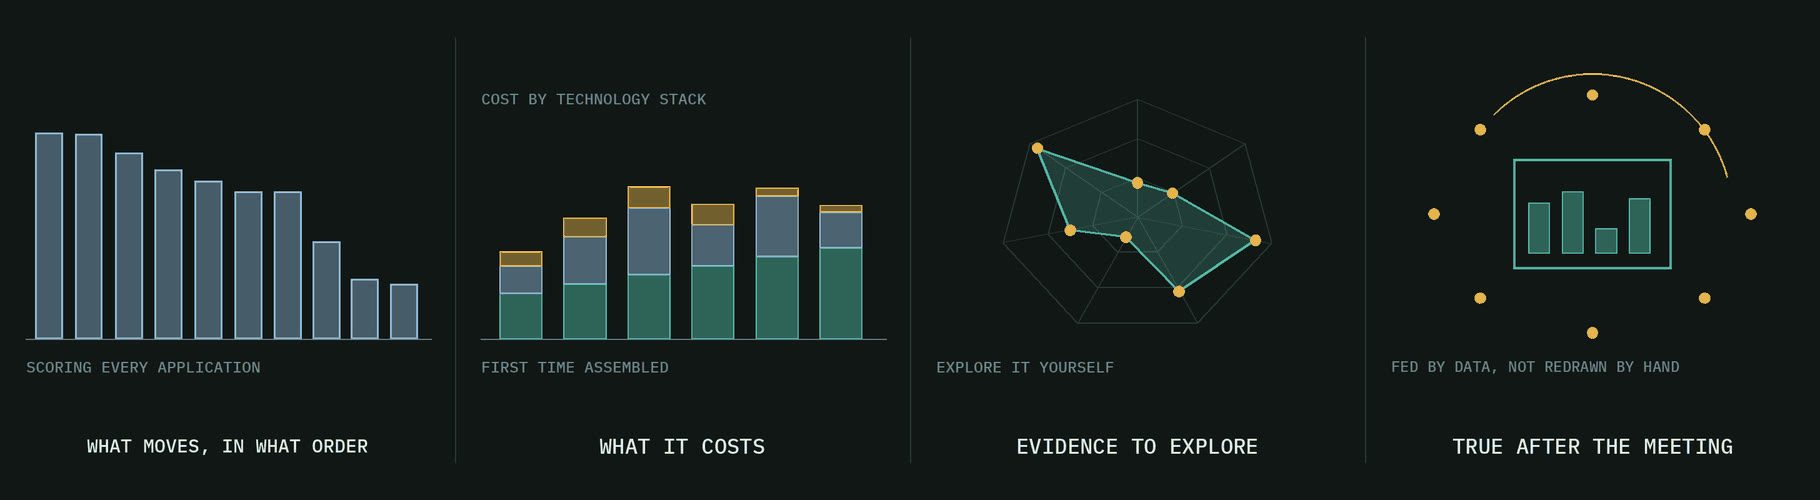 SCORING EVERY APPLICATION
WHAT MOVES, IN WHAT ORDER
COST BY TECHNOLOGY STACK
FIRST TIME ASSEMBLED
WHAT IT COSTS
EXPLORE IT YOURSELF
EVIDENCE TO EXPLORE
FED BY DATA, NOT REDRAWN BY HAND
TRUE AFTER THE MEETING